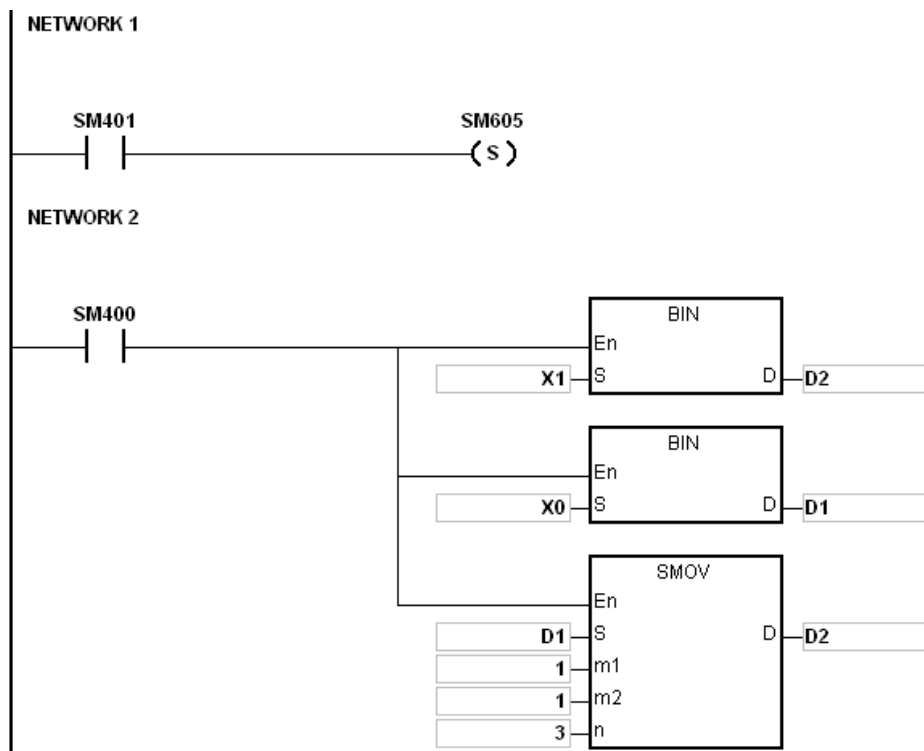 NETWORK 1
SM401 SM605
S
NETWORK 2
SM400
BIN
En
X1 S D D2
BIN
En
X0 S D D1
SMOV
En
D1 S D D2
1 m1
1 m2
3 n